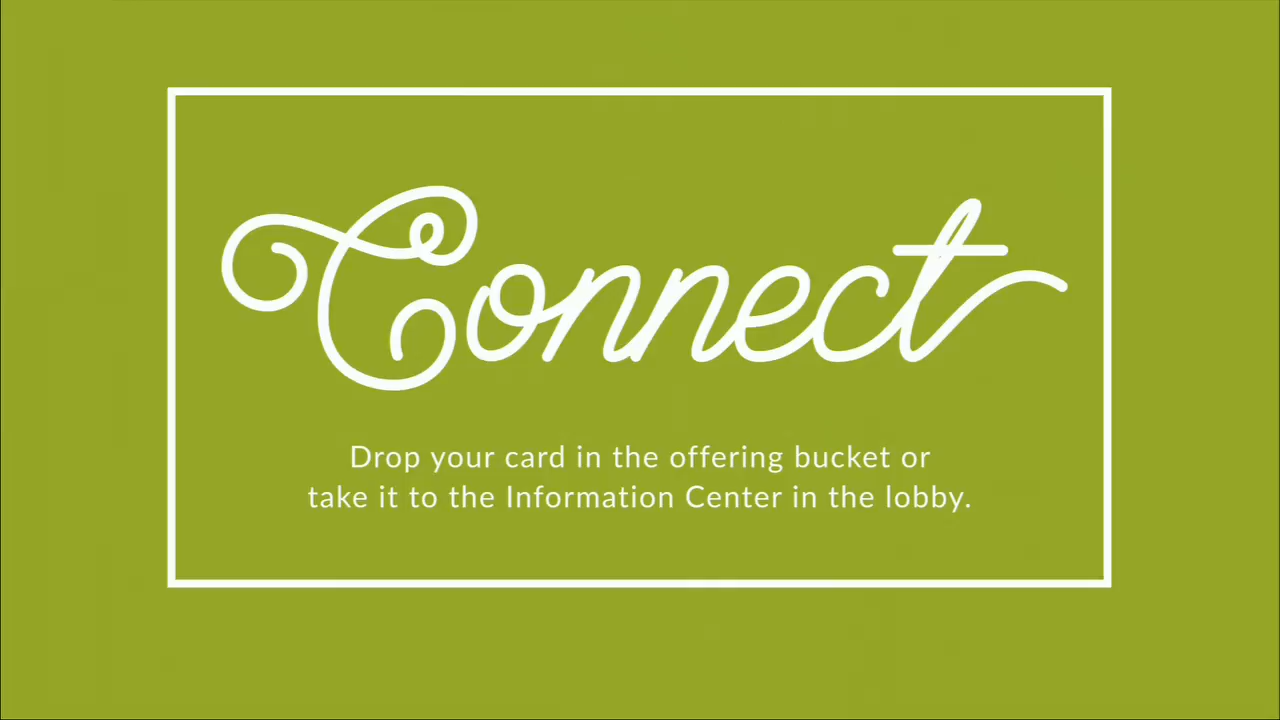 Connect
Drop your card in the offering bucket or
take it to the Information Center in the lobby.